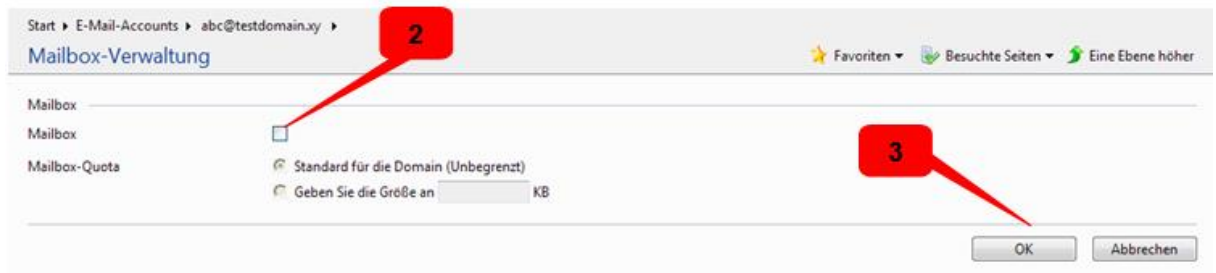 Start ▸ E-Mail-Accounts ▸ abc@testdomain.xy ▸
2
Mailbox-Verwaltung
Favoriten ▾ Besuchte Seiten ▾ Eine Ebene höher
Mailbox
Mailbox
Mailbox-Quota
Standard für die Domain (Unbegrenzt)
Geben Sie die Größe an KB
3
OK Abbrechen